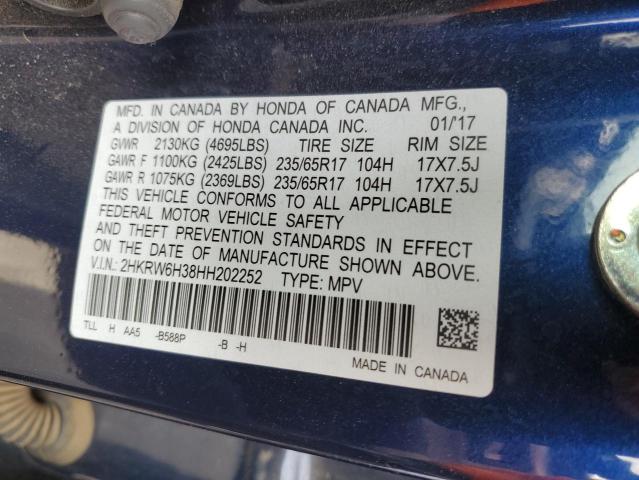 MFD. IN CANADA BY HONDA OF CANADA MFG.,
A DIVISION OF HONDA CANADA INC. 01/'17
GVWR 2130KG (4695LBS) TIRE SIZE RIM SIZE
GAWR F 1100KG (2425LBS) 235/65R17 104H 17X7.5J
GAWR R 1075KG (2369LBS) 235/65R17 104H 17X7.5J
THIS VEHICLE CONFORMS TO ALL APPLICABLE
FEDERAL MOTOR VEHICLE SAFETY
AND THEFT PREVENTION STANDARDS IN EFFECT
ON THE DATE OF MANUFACTURE SHOWN ABOVE.
V.I.N.: 2HKRW6H38HH202252 TYPE: MPV
TLL H AA5 -B588P -B -H
MADE IN CANADA